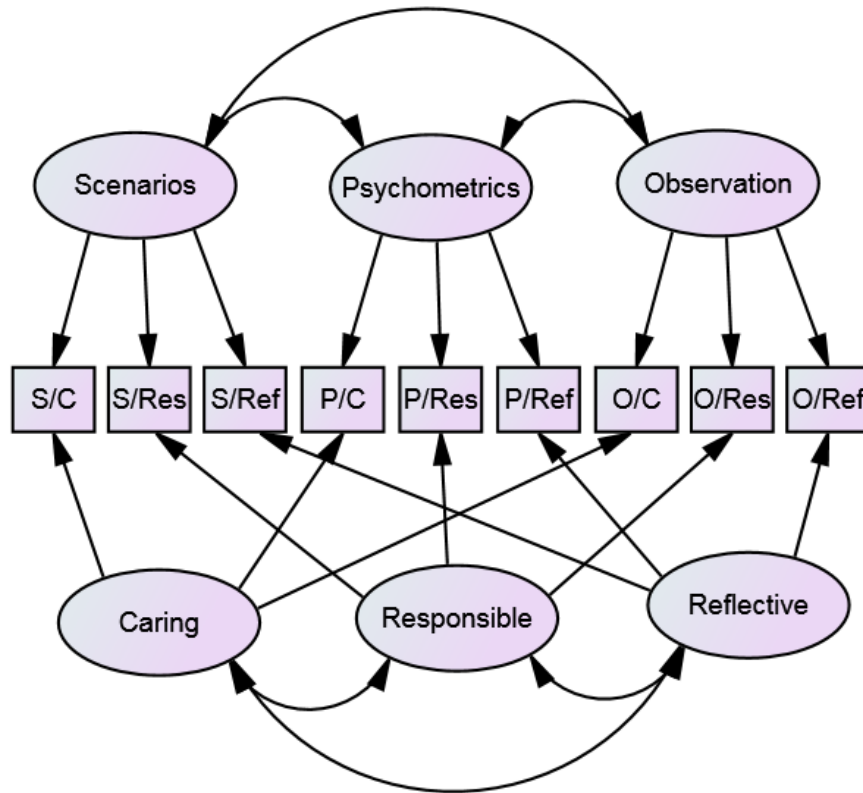 Scenarios
Psychometrics
Observation
S/C
S/Res
S/Ref
P/C
P/Res
P/Ref
O/C
O/Res
O/Ref
Caring
Responsible
Reflective